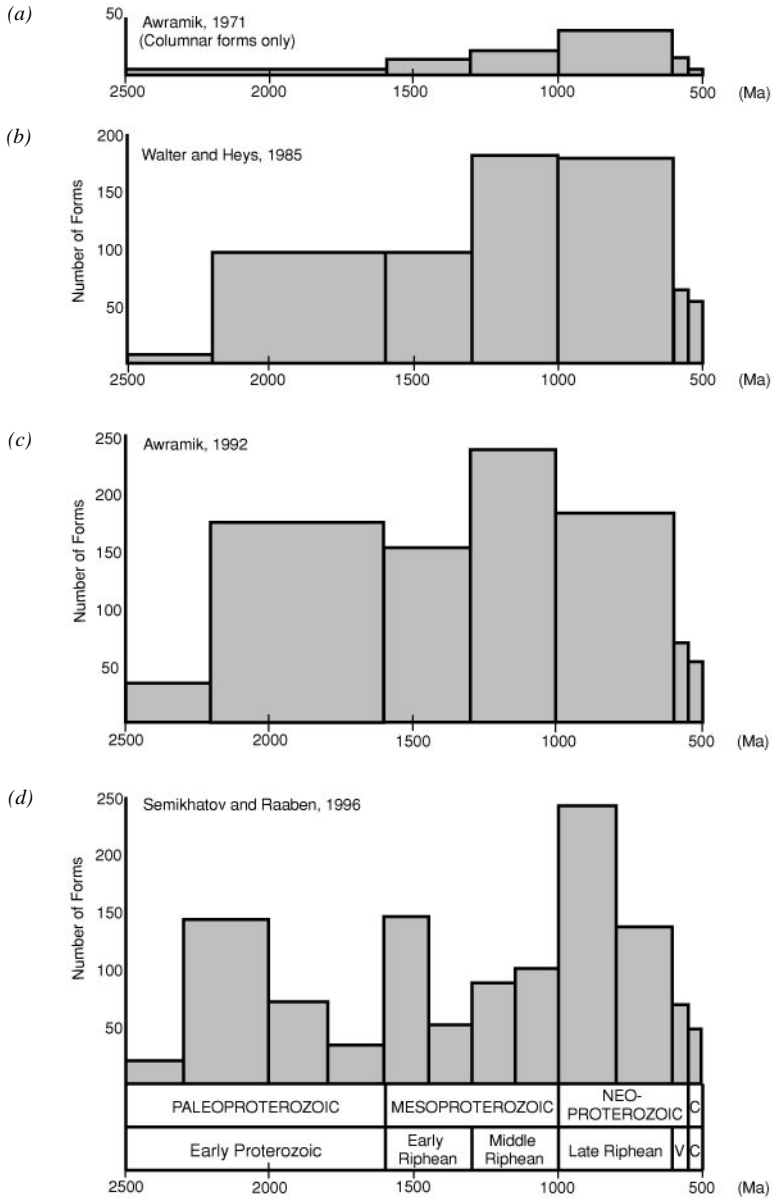 (a)
50
Awramik, 1971
(Columnar forms only)
2500 2000 1500 1000 500 (Ma)
(b)
200
Walter and Heys, 1985
150
100
50
Number of Forms
2500 2000 1500 1000 500 (Ma)
(c)
250
Awramik, 1992
200
150
100
50
Number of Forms
2500 2000 1500 1000 500 (Ma)
(d)
250
Semikhatov and Raaben, 1996
200
150
100
50
Number of Forms
PALEOPROTEROZOIC MESOPROTEROZOIC NEO-
PROTEROZOIC C
Early Proterozoic Early
Riphean Middle
Riphean Late Riphean V C
2500 2000 1500 1000 500 (Ma)